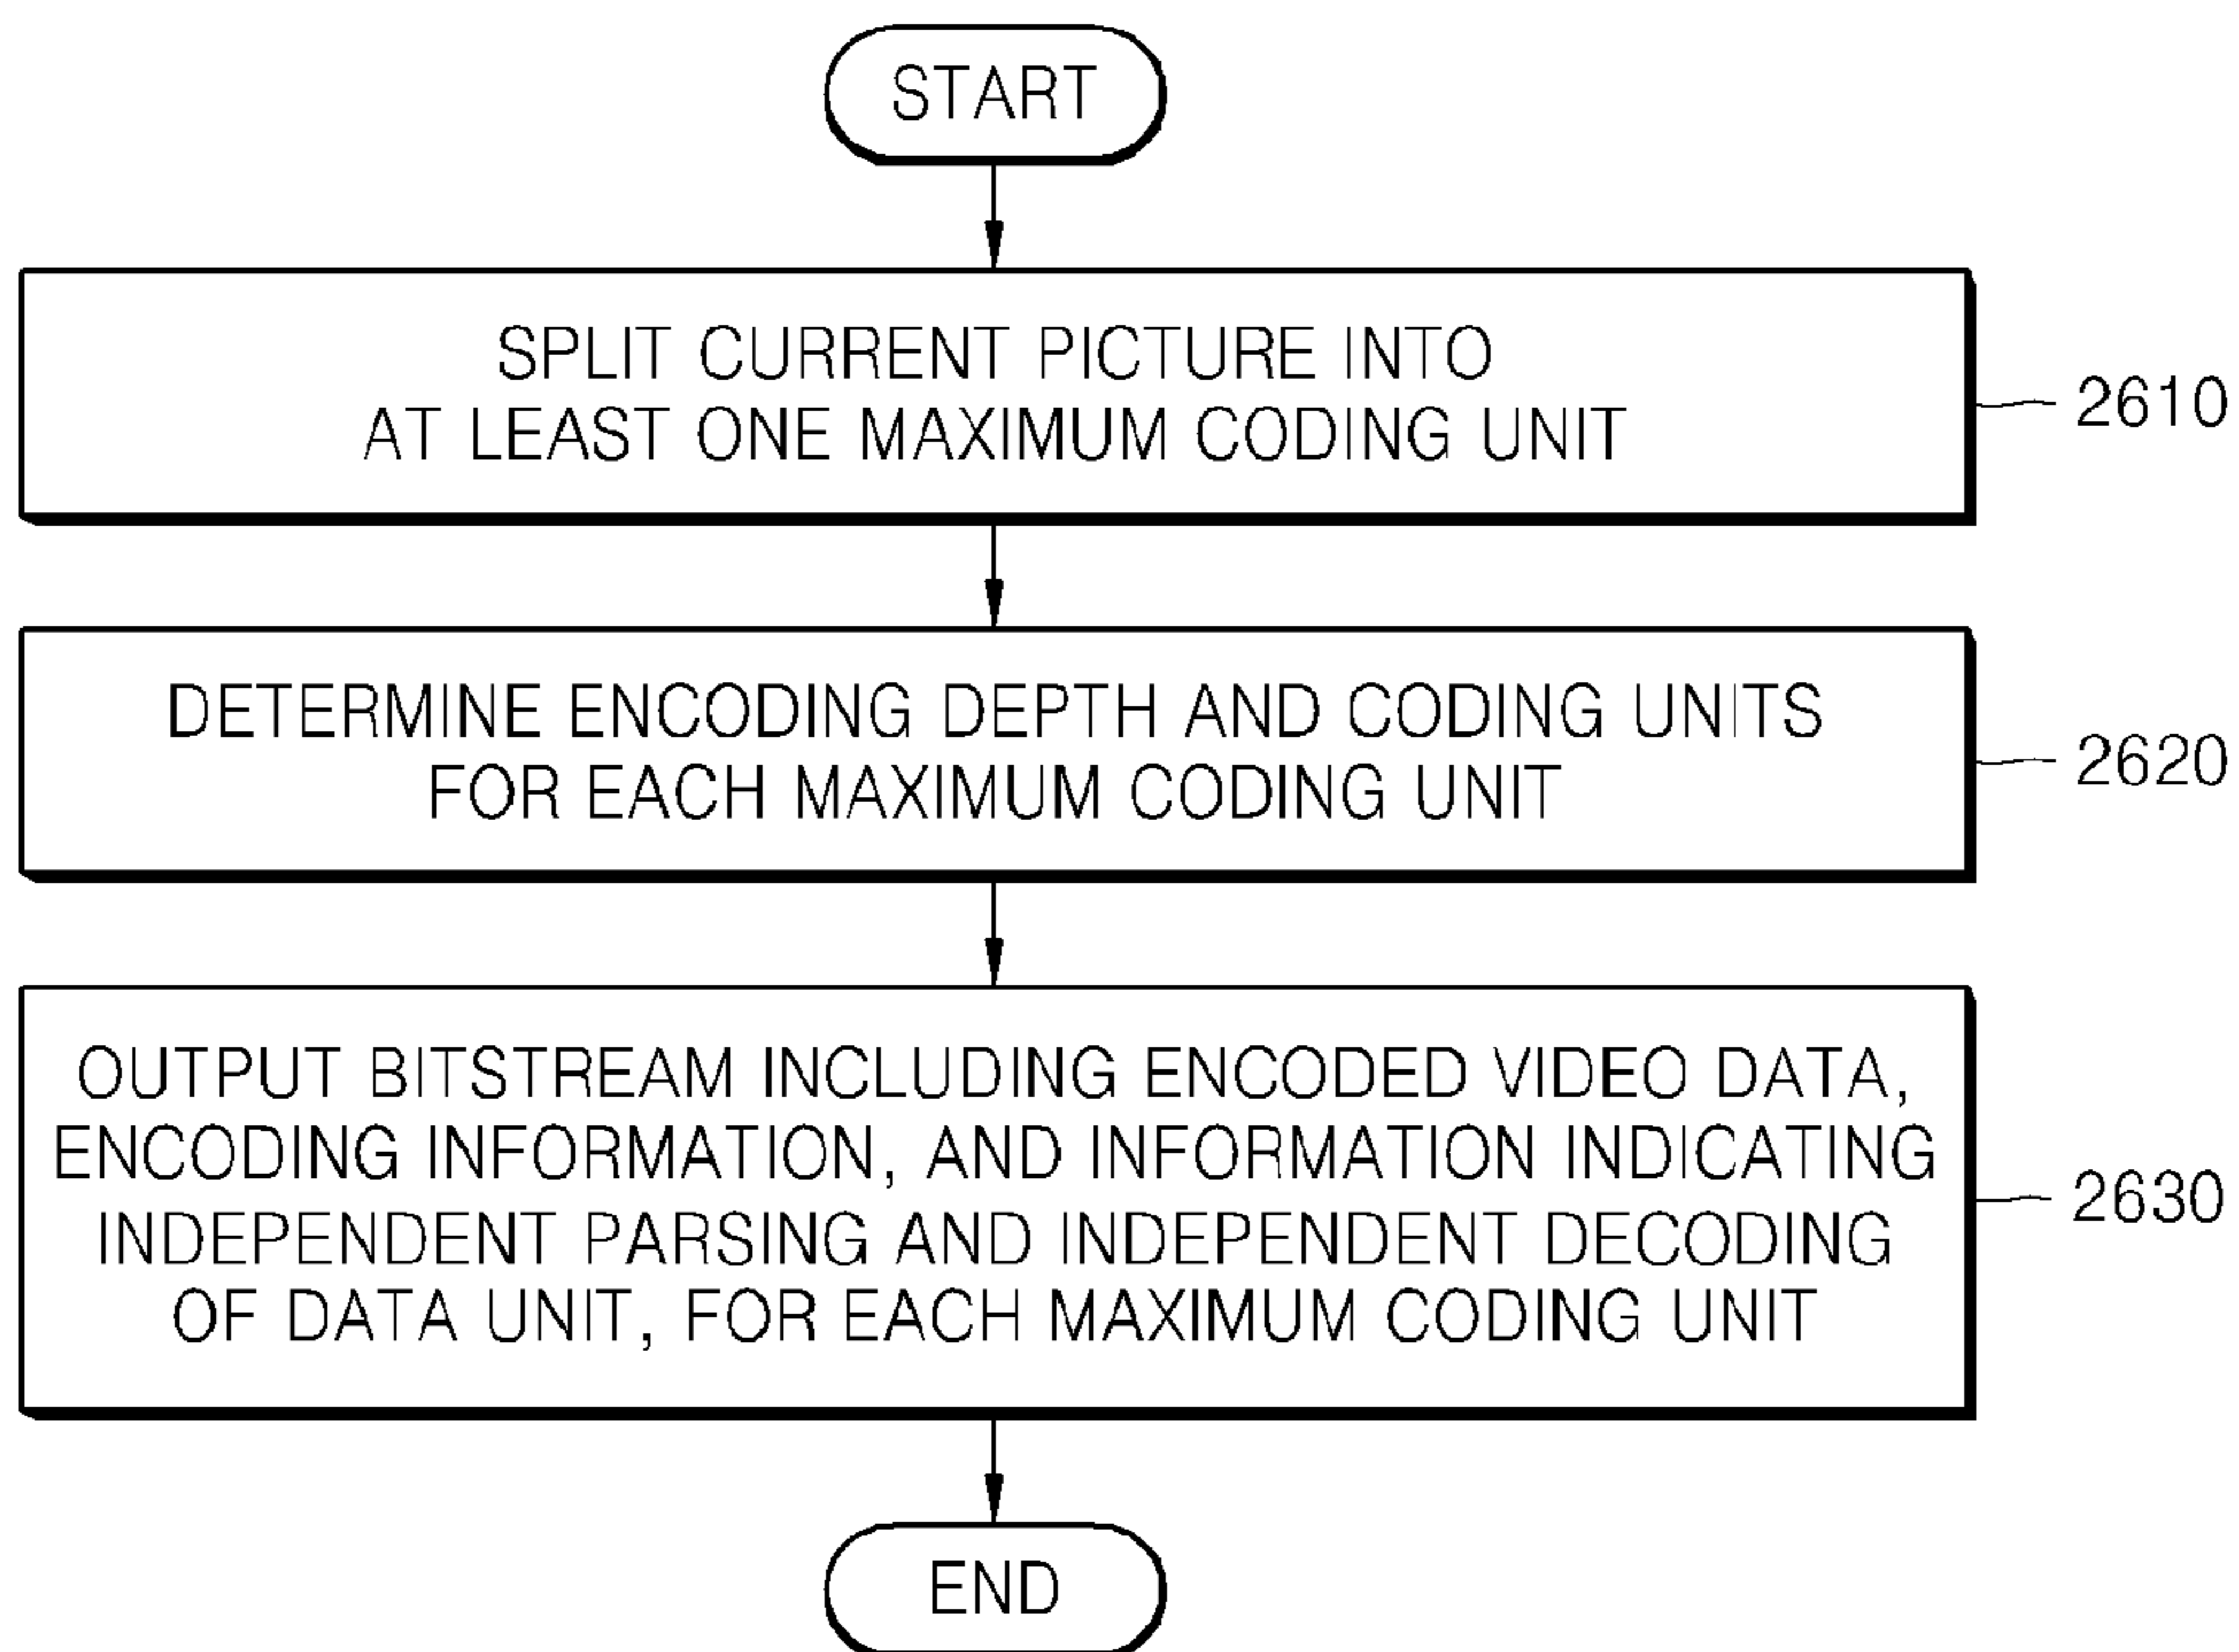 START
SPLIT CURRENT PICTURE INTO
AT LEAST ONE MAXIMUM CODING UNIT
2610
DETERMINE ENCODING DEPTH AND CODING UNITS
FOR EACH MAXIMUM CODING UNIT
2620
OUTPUT BITSTREAM INCLUDING ENCODED VIDEO DATA,
ENCODING INFORMATION, AND INFORMATION INDICATING
INDEPENDENT PARSING AND INDEPENDENT DECODING
OF DATA UNIT, FOR EACH MAXIMUM CODING UNIT
2630
END